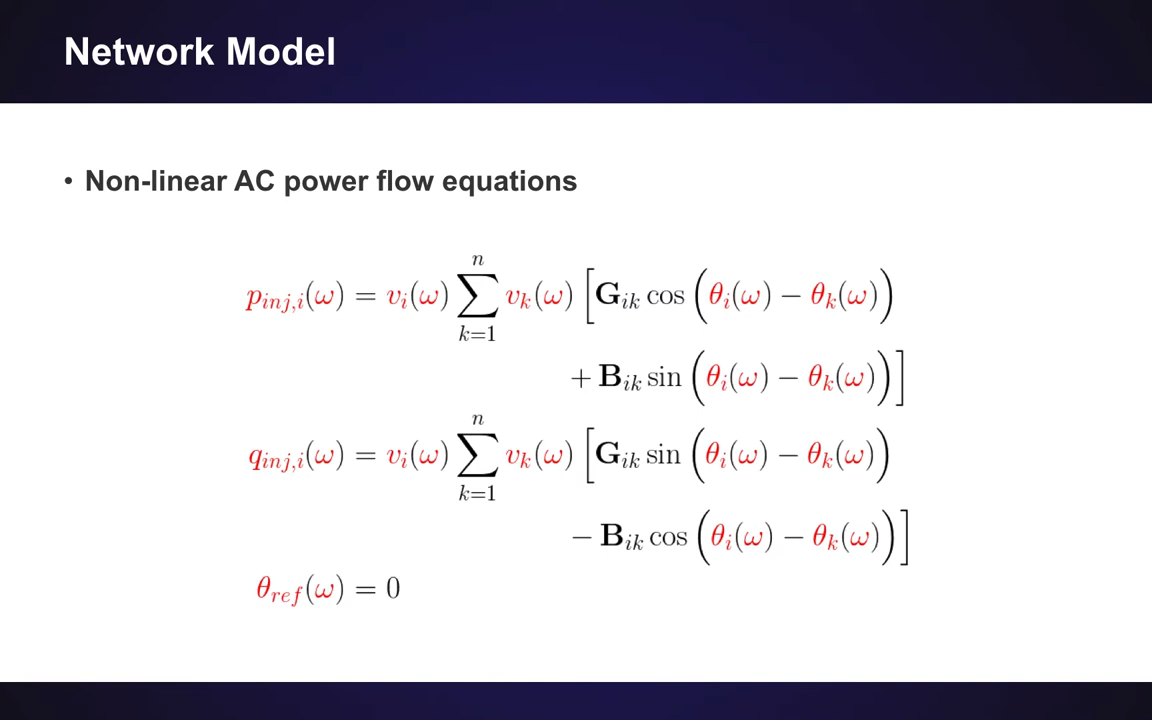 Network Model
• Non-linear AC power flow equations
p_{inj,i}(ω) = v_i(ω) \sum_{k=1}^{n} v_k(ω) [ G_{ik} cos ( θ_i(ω) − θ_k(ω) )
+ B_{ik} sin ( θ_i(ω) − θ_k(ω) ) ]
q_{inj,i}(ω) = v_i(ω) \sum_{k=1}^{n} v_k(ω) [ G_{ik} sin ( θ_i(ω) − θ_k(ω) )
− B_{ik} cos ( θ_i(ω) − θ_k(ω) ) ]
θ_{ref}(ω) = 0